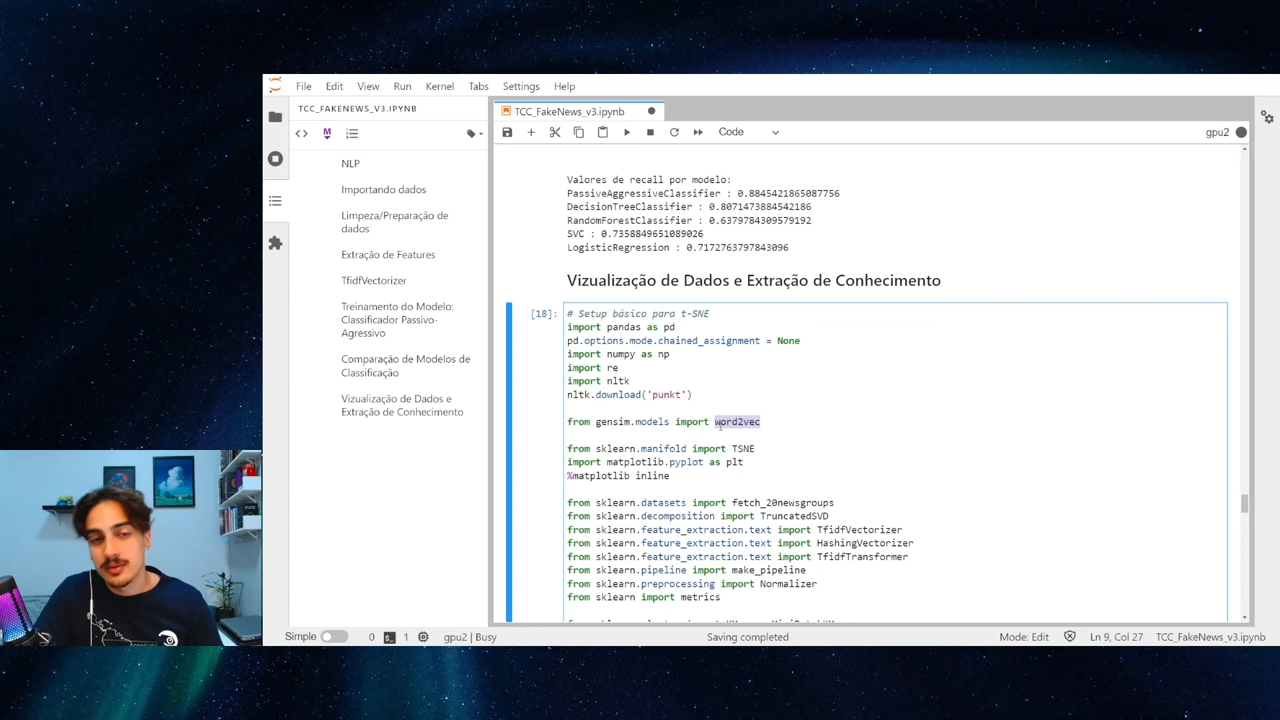 File Edit View Run Kernel Tabs Settings Help
TCC_FAKENEWS_V3.IPYNB
NLP
Importando dados
Limpeza/Preparação de
dados
Extração de Features
TfidfVectorizer
Treinamento do Modelo:
Classificador Passivo-
Agressivo
Comparação de Modelos de
Classificação
Vizualização de Dados e
Extração de Conhecimento
TCC_FakeNews_v3.ipynb
Code
gpu2
Valores de recall por modelo:
PassiveAggressiveClassifier : 0.8845421865087756
DecisionTreeClassifier : 0.8071473884542186
RandomForestClassifier : 0.6379784309579192
SVC : 0.7358849651089026
LogisticRegression : 0.7172763797843096
Vizualização de Dados e Extração de Conhecimento
[18]: # Setup básico para t-SNE
import pandas as pd
pd.options.mode.chained_assignment = None
import numpy as np
import re
import nltk
nltk.download('punkt')
from gensim.models import word2vec
from sklearn.manifold import TSNE
import matplotlib.pyplot as plt
%matplotlib inline
from sklearn.datasets import fetch_20newsgroups
from sklearn.decomposition import TruncatedSVD
from sklearn.feature_extraction.text import TfidfVectorizer
from sklearn.feature_extraction.text import HashingVectorizer
from sklearn.feature_extraction.text import TfidfTransformer
from sklearn.pipeline import make_pipeline
from sklearn.preprocessing import Normalizer
from sklearn import metrics
Simple 0 1 gpu2 | Busy Saving completed Mode: Edit Ln 9, Col 27 TCC_FakeNews_v3.ipynb